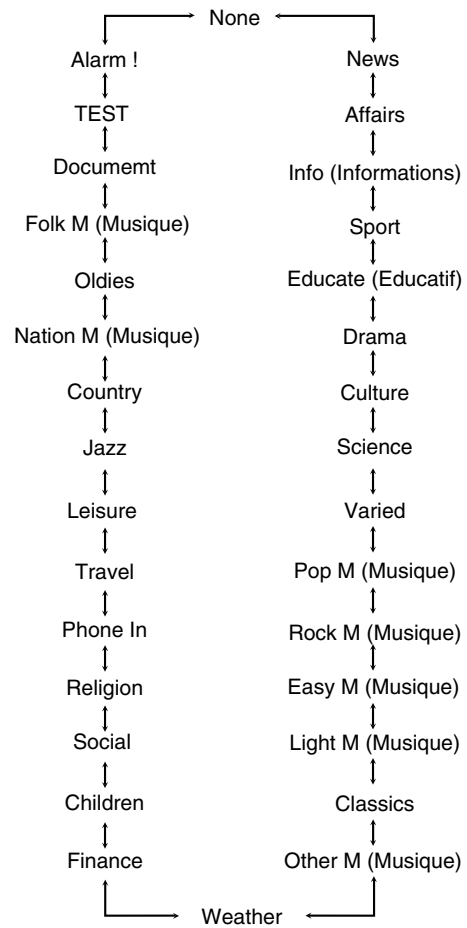 None
Alarm !
News
TEST
Affairs
Documemt
Info (Informations)
Folk M (Musique)
Sport
Oldies
Educate (Educatif)
Nation M (Musique)
Drama
Country
Culture
Jazz
Science
Leisure
Varied
Travel
Pop M (Musique)
Phone In
Rock M (Musique)
Religion
Easy M (Musique)
Social
Light M (Musique)
Children
Classics
Finance
Other M (Musique)
Weather